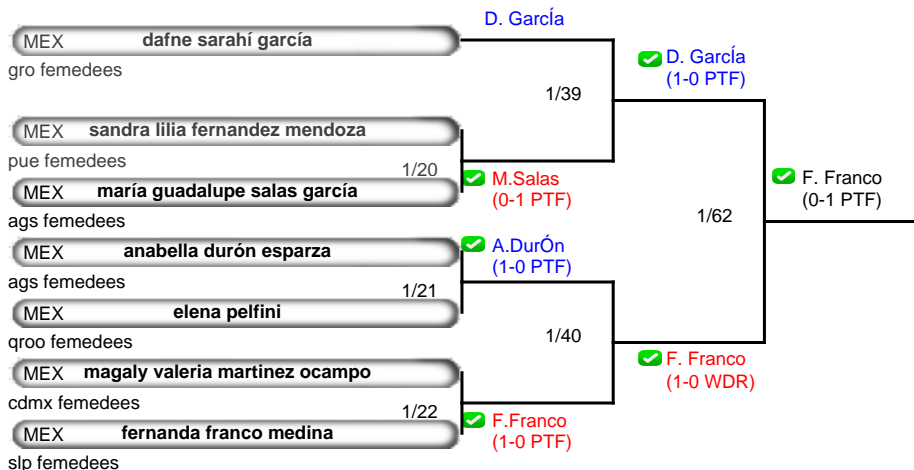 D. GarcÍa
MEX dafne sarahí garcía
gro femedees
D. GarcÍa
(1-0 PTF)
1/39
MEX sandra lilia fernandez mendoza
pue femedees
1/20
MEX maría guadalupe salas garcía
ags femedees
M.Salas
(0-1 PTF)
F. Franco
(0-1 PTF)
1/62
MEX anabella durón esparza
ags femedees
A.DurÓn
(1-0 PTF)
1/21
MEX elena pelfini
qroo femedees
1/40
MEX magaly valeria martinez ocampo
cdmx femedees
F. Franco
(1-0 WDR)
1/22
MEX fernanda franco medina
slp femedees
F.Franco
(1-0 PTF)